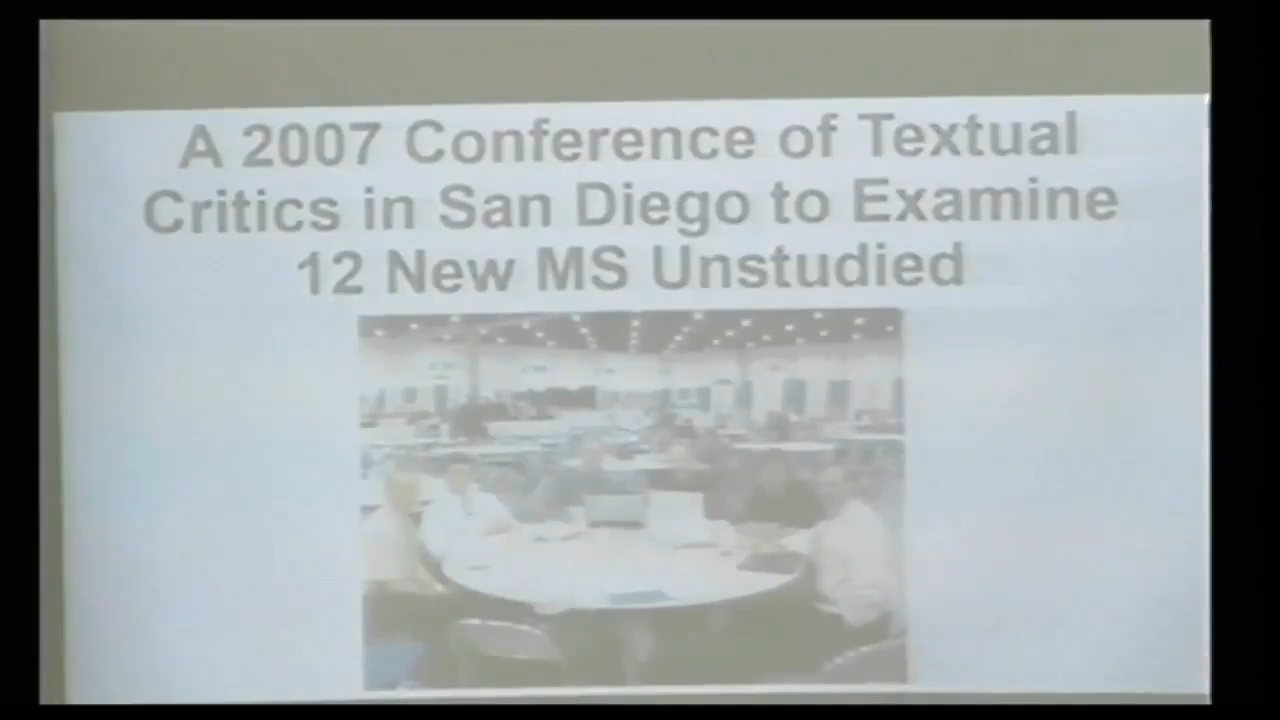 A 2007 Conference of Textual
Critics in San Diego to Examine
12 New MS Unstudied